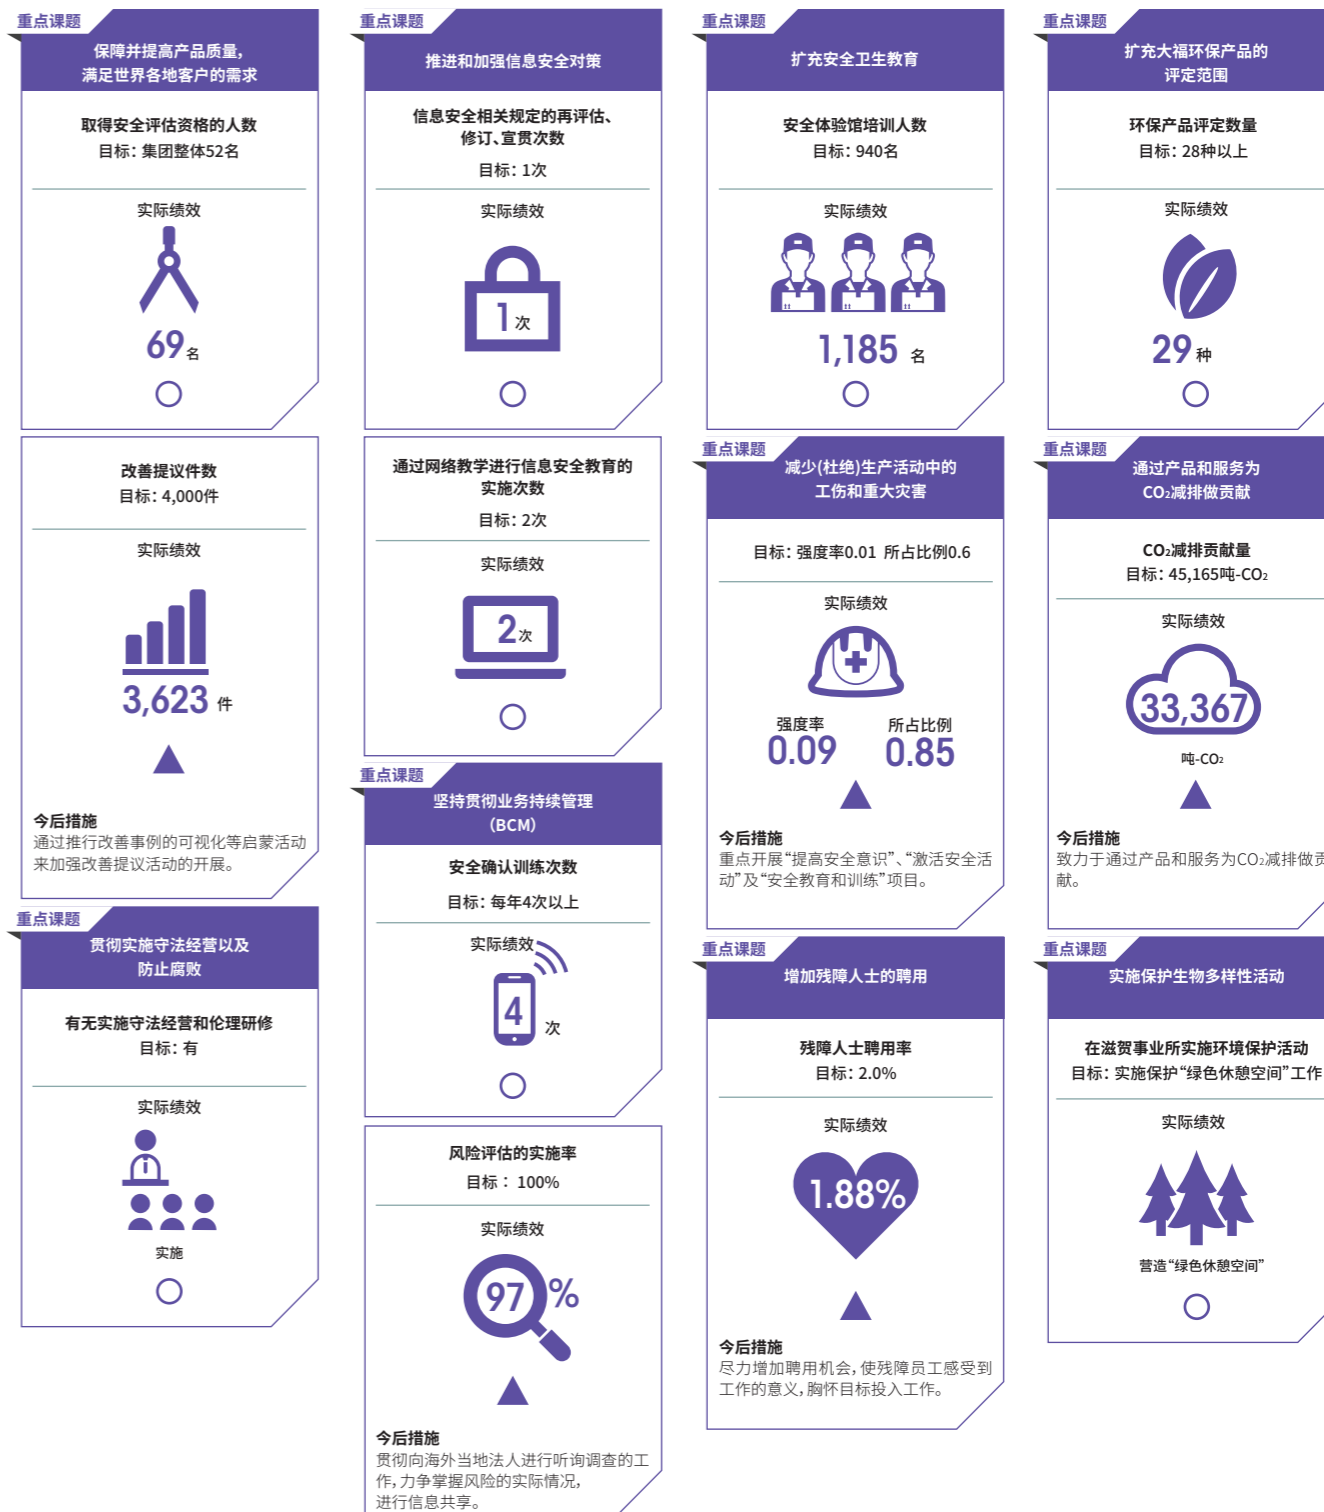 重点课题
保障并提高产品质量，
满足世界各地客户的需求
取得安全评估资格的人数
目标：集团整体52名
实际绩效
69名
改善提议件数
目标：4,000件
实际绩效
3,623 件
今后措施
通过推行改善事例的可视化等启蒙活动
来加强改善提议活动的开展。
重点课题
贯彻实施守法经营以及
防止腐败
有无实施守法经营和伦理研修
目标：有
实际绩效
实施
重点课题
推进和加强信息安全对策
信息安全相关规定的再评估、
修订、宣贯次数
目标：1次
实际绩效
1次
通过网络教学进行信息安全教育的
实施次数
目标：2次
实际绩效
2次
重点课题
坚持贯彻业务持续管理
（BCM）
安全确认训练次数
目标：每年4次以上
实际绩效
4 次
风险评估的实施率
目标： 100%
实际绩效
97%
今后措施
贯彻向海外当地法人进行听询调查的工
作，力争掌握风险的实际情况，
进行信息共享。
重点课题
扩充安全卫生教育
安全体验馆培训人数
目标：940名
实际绩效
1,185 名
重点课题
减少(杜绝)生产活动中的
工伤和重大灾害
目标：强度率0.01 所占比例0.6
实际绩效
强度率 所占比例
0.09 0.85
今后措施
重点开展“提高安全意识”、“激活安全活
动”及“安全教育和训练”项目。
重点课题
增加残障人士的聘用
残障人士聘用率
目标：2.0%
实际绩效
1.88%
今后措施
尽力增加聘用机会，使残障员工感受到
工作的意义，胸怀目标投入工作。
重点课题
扩充大福环保产品的
评定范围
环保产品评定数量
目标：28种以上
实际绩效
29种
重点课题
通过产品和服务为
CO₂减排做贡献
CO₂减排贡献量
目标：45,165吨-CO₂
实际绩效
33,367
吨-CO₂
今后措施
致力于通过产品和服务为CO₂减排做贡
献。
重点课题
实施保护生物多样性活动
在滋贺事业所实施环境保护活动
目标：实施保护“绿色休憩空间”工作
实际绩效
营造“绿色休憩空间”